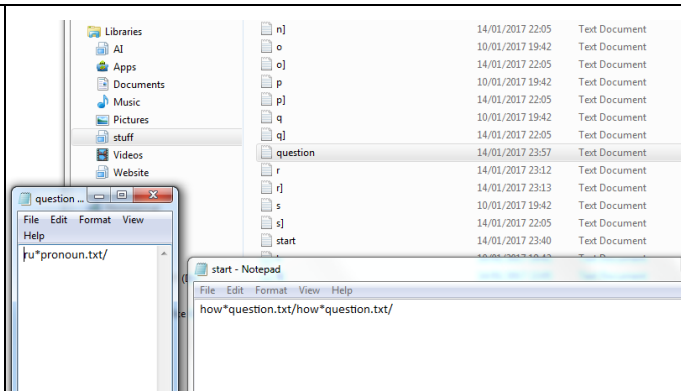 Libraries
AI
Apps
Documents
Music
Pictures
stuff
Videos
Website
n] 14/01/2017 22:05 Text Document
o 10/01/2017 19:42 Text Document
o] 14/01/2017 22:05 Text Document
p 10/01/2017 19:42 Text Document
p] 14/01/2017 22:05 Text Document
q 10/01/2017 19:42 Text Document
q] 14/01/2017 22:05 Text Document
question 14/01/2017 23:57 Text Document
r 14/01/2017 23:12 Text Document
r] 14/01/2017 23:13 Text Document
s 10/01/2017 19:42 Text Document
s] 14/01/2017 22:05 Text Document
start 14/01/2017 23:40 Text Document
question ...
File Edit Format View
Help
ru*pronoun.txt/
start - Notepad
File Edit Format View Help
how*question.txt/how*question.txt/